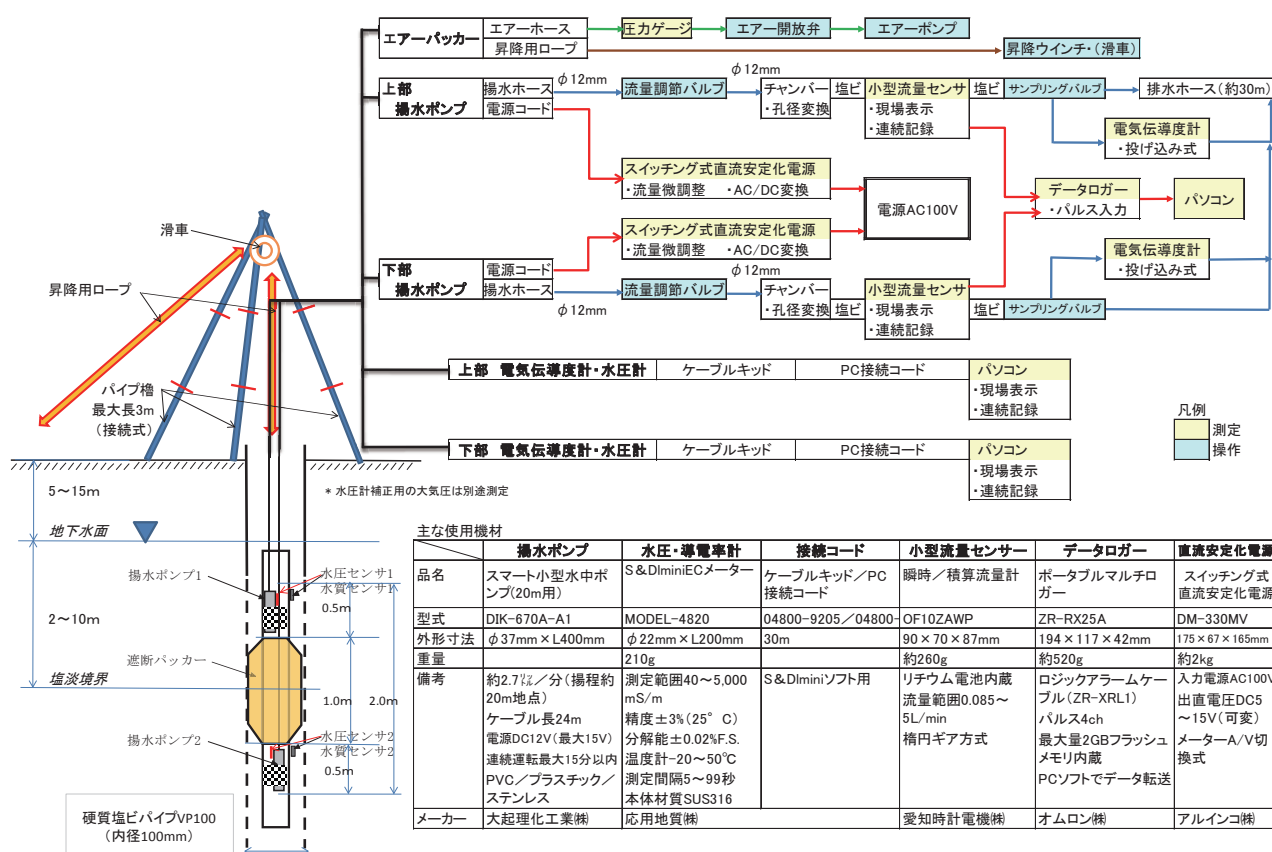 エアーパッカー
エアーホース
圧力ゲージ
エアー開放弁
エアーポンプ
昇降用ロープ
昇降ウインチ・(滑車)
上部
揚水ポンプ
揚水ホース
φ12mm
流量調節バルブ
φ12mm
チャンバー
・孔径変換
塩ビ
小型流量センサ
・現場表示
・連続記録
塩ビ
サンプリングバルブ
排水ホース(約30m)
電源コード
電気伝導度計
・投げ込み式
スイッチング式直流安定化電源
・流量微調整 ・AC/DC変換
電源AC100V
データロガー
・パルス入力
パソコン
スイッチング式直流安定化電源
・流量微調整 ・AC/DC変換
電気伝導度計
・投げ込み式
下部
揚水ポンプ
電源コード
揚水ホース
φ12mm
流量調節バルブ
φ12mm
チャンバー
・孔径変換
塩ビ
小型流量センサ
・現場表示
・連続記録
塩ビ
サンプリングバルブ
上部 電気伝導度計・水圧計
ケーブルキッド
PC接続コード
パソコン
・現場表示
・連続記録
下部 電気伝導度計・水圧計
ケーブルキッド
PC接続コード
パソコン
・現場表示
・連続記録
凡例
測定
操作
滑車
昇降用ロープ
パイプ櫓
最大長3m
(接続式)
5~15m
* 水圧計補正用の大気圧は別途測定
地下水面
2~10m
揚水ポンプ1
水圧センサ1
水質センサ1
0.5m
遮断パッカー
塩淡境界
1.0m
2.0m
揚水ポンプ2
水圧センサ2
水質センサ2
0.5m
硬質塩ビパイプVP100
(内径100mm)
主な使用機材
揚水ポンプ
水圧・導電率計
接続コード
小型流量センサー
データロガー
直流安定化電源
品名
スマート小型水中ポ
ンプ(20m用)
S&DIminiECメーター
ケーブルキッド/PC
接続コード
瞬時/積算流量計
ポータブルマルチロ
ガー
スイッチング式
直流安定化電源
型式
DIK-670A-A1
MODEL-4820
04800-9205/04800-
OF10ZAWP
ZR-RX25A
DM-330MV
外形寸法
φ37mm×L400mm
φ22mm×L200mm
30m
90×70×87mm
194×117×42mm
175×67×165mm
重量
210g
約260g
約520g
約2kg
備考
約2.7㍑/分(揚程約
20m地点)
ケーブル長24m
電源DC12V(最大15V)
連続運転最大15分以内
PVC/プラスチック/
ステンレス
測定範囲40~5,000
mS/m
精度±3%(25°C)
分解能±0.02%F.S.
温度計-20~50℃
測定間隔5~99秒
本体材質SUS316
S&DIminiソフト用
リチウム電池内蔵
流量範囲0.085~
5L/min
楕円ギア方式
ロジックアラームケー
ブル(ZR-XRL1)
パルス4ch
最大量2GBフラッシュ
メモリ内蔵
PCソフトでデータ転送
入力電源AC100V
出直電圧DC5
~15V(可変)
メーターA/V切
換式
メーカー
大起理化工業㈱
応用地質㈱
愛知時計電機㈱
オムロン㈱
アルインコ㈱